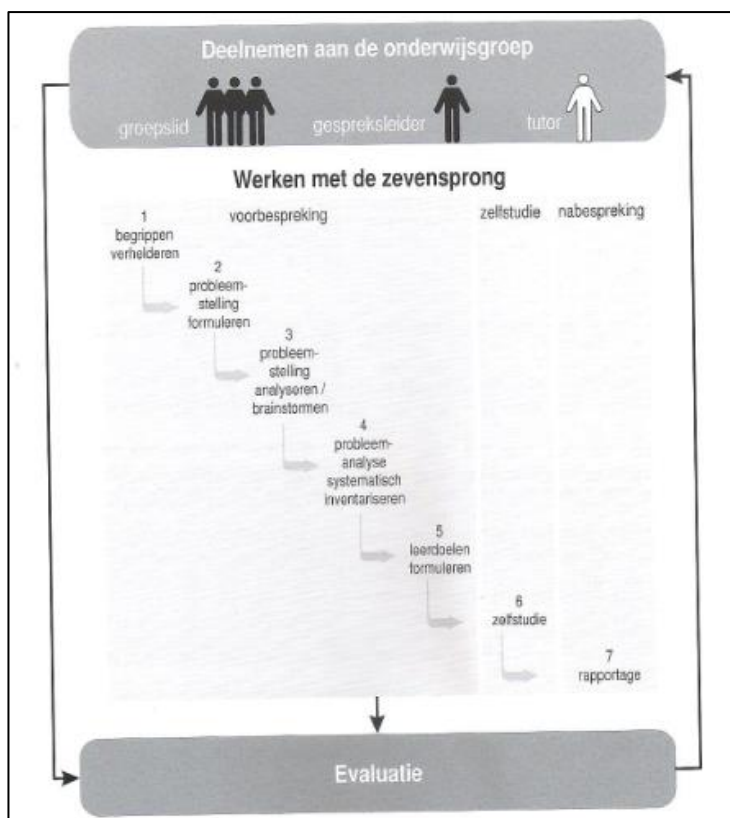 Deelnemen aan de onderwijsgroep
groepslid
gespreksleider
tutor
Werken met de zevensprong
voorbespreking
zelfstudie
nabespreking
1
begrippen
verhelderen
2
probleem-
stelling
formuleren
3
probleem-
stelling
analyseren /
brainstormen
4
probleem-
analyse
systematisch
inventariseren
5
leerdoelen
formuleren
6
zelfstudie
7
rapportage
Evaluatie